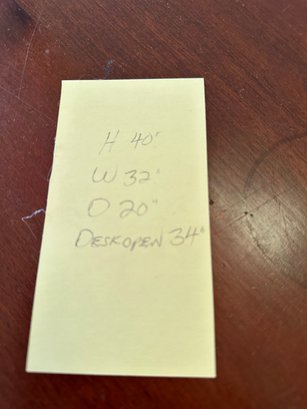 H 40"
W 32"
D 20"
DESK OPEN 34"